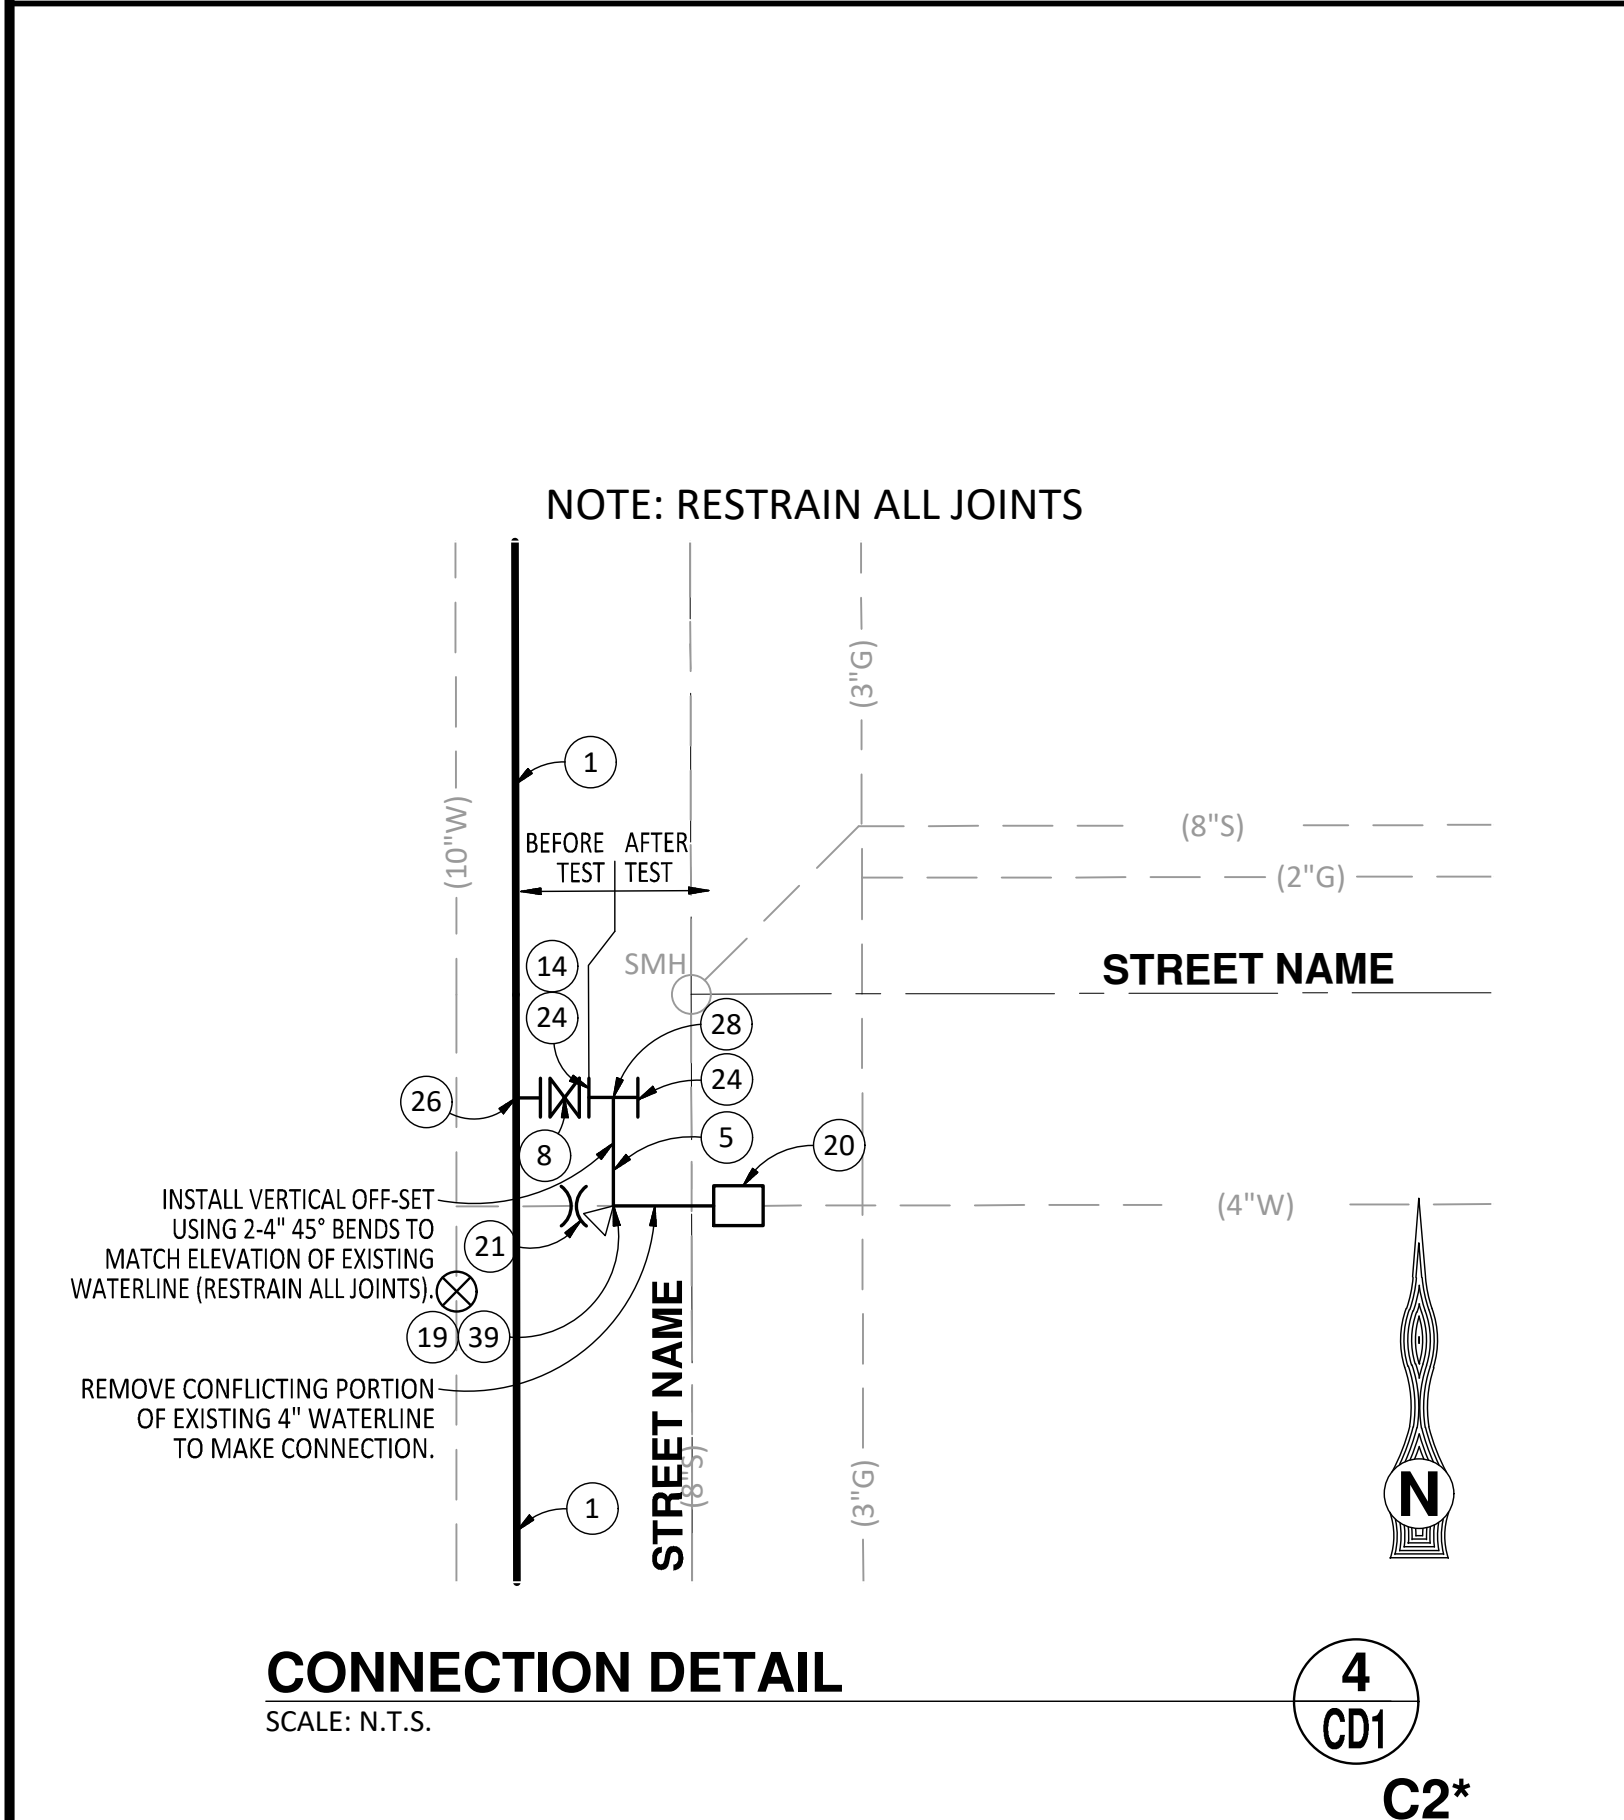 NOTE: RESTRAIN ALL JOINTS
(3"G)
1
(10"W)
BEFORE TEST
AFTER TEST
(8"S)
(2"G)
14
SMH
STREET NAME
24
28
24
26
8
5
20
INSTALL VERTICAL OFF-SET
USING 2-4" 45° BENDS TO
MATCH ELEVATION OF EXISTING
WATERLINE (RESTRAIN ALL JOINTS).
(4"W)
21
19
39
REMOVE CONFLICTING PORTION
OF EXISTING 4" WATERLINE
TO MAKE CONNECTION.
STREET NAME
(8"S)
(3"G)
1
N
CONNECTION DETAIL
SCALE: N.T.S.
4
CD1
C2*